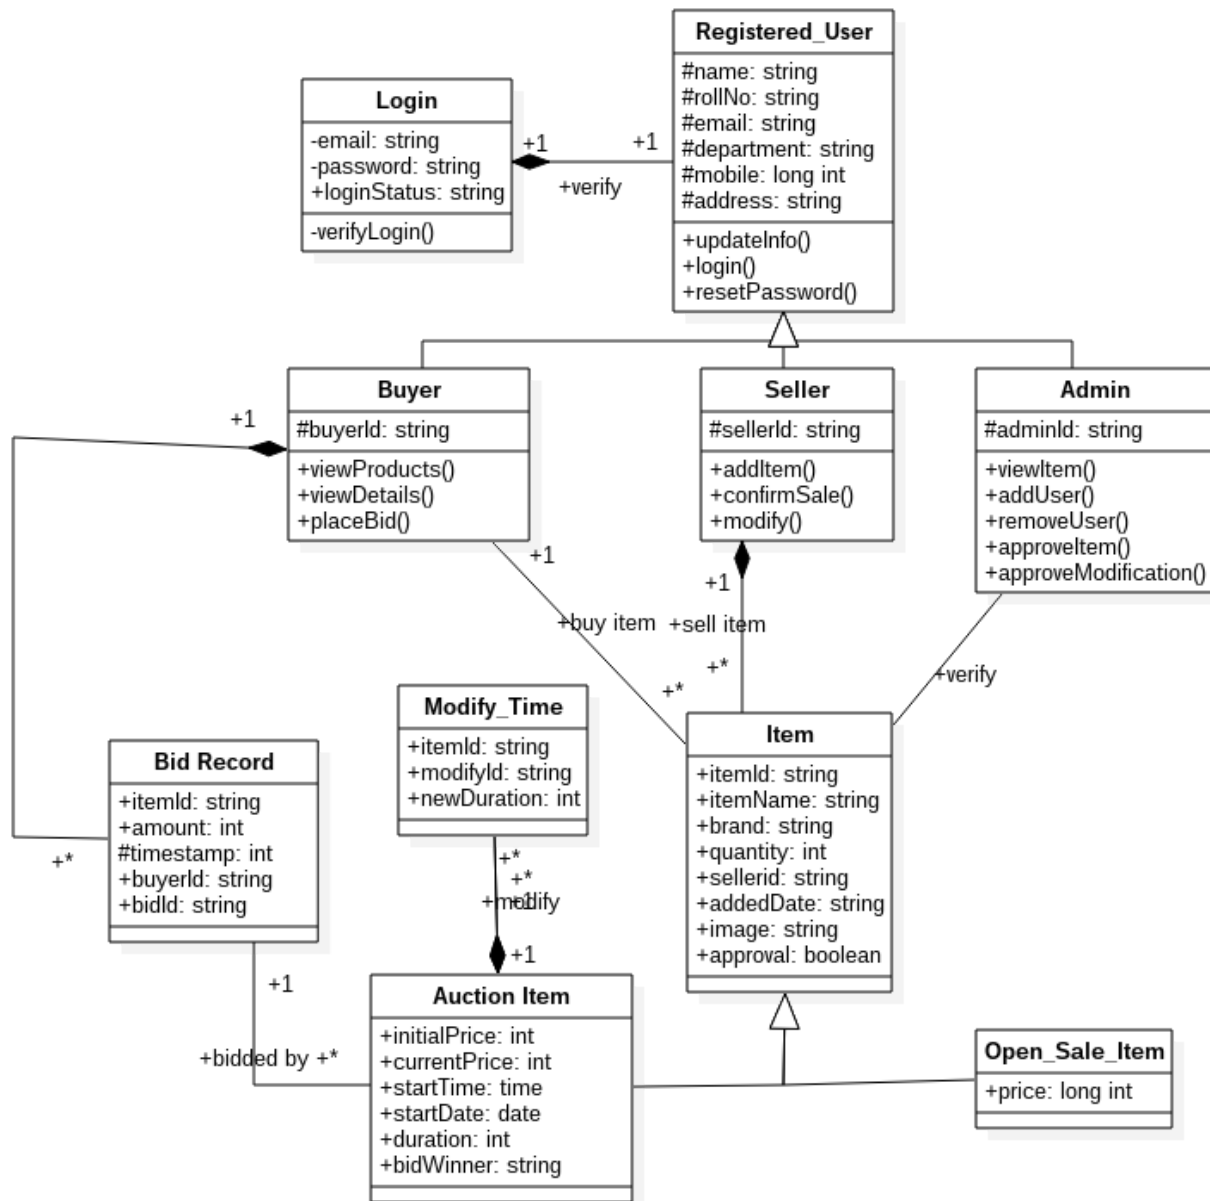 Registered_User
#name: string
#rollNo: string
#email: string
#department: string
#mobile: long int
#address: string
+updateInfo()
+login()
+resetPassword()
Login
-email: string
-password: string
+loginStatus: string
-verifyLogin()
+1
+1
+verify
Buyer
#buyerId: string
+viewProducts()
+viewDetails()
+placeBid()
Seller
#sellerId: string
+addItem()
+confirmSale()
+modify()
Admin
#adminId: string
+viewItem()
+addUser()
+removeUser()
+approveItem()
+approveModification()
+1
+1
+1
+buy item
+sell item
+*
+*
+verify
Modify_Time
+itemId: string
+modifyId: string
+newDuration: int
Item
+itemId: string
+itemName: string
+brand: string
+quantity: int
+sellerid: string
+addedDate: string
+image: string
+approval: boolean
Bid Record
+itemId: string
+amount: int
#timestamp: int
+buyerId: string
+bidId: string
+*
+*
+*
+modify
+1
+1
+1
+bidded by
+*
Auction Item
+initialPrice: int
+currentPrice: int
+startTime: time
+startDate: date
+duration: int
+bidWinner: string
Open_Sale_Item
+price: long int